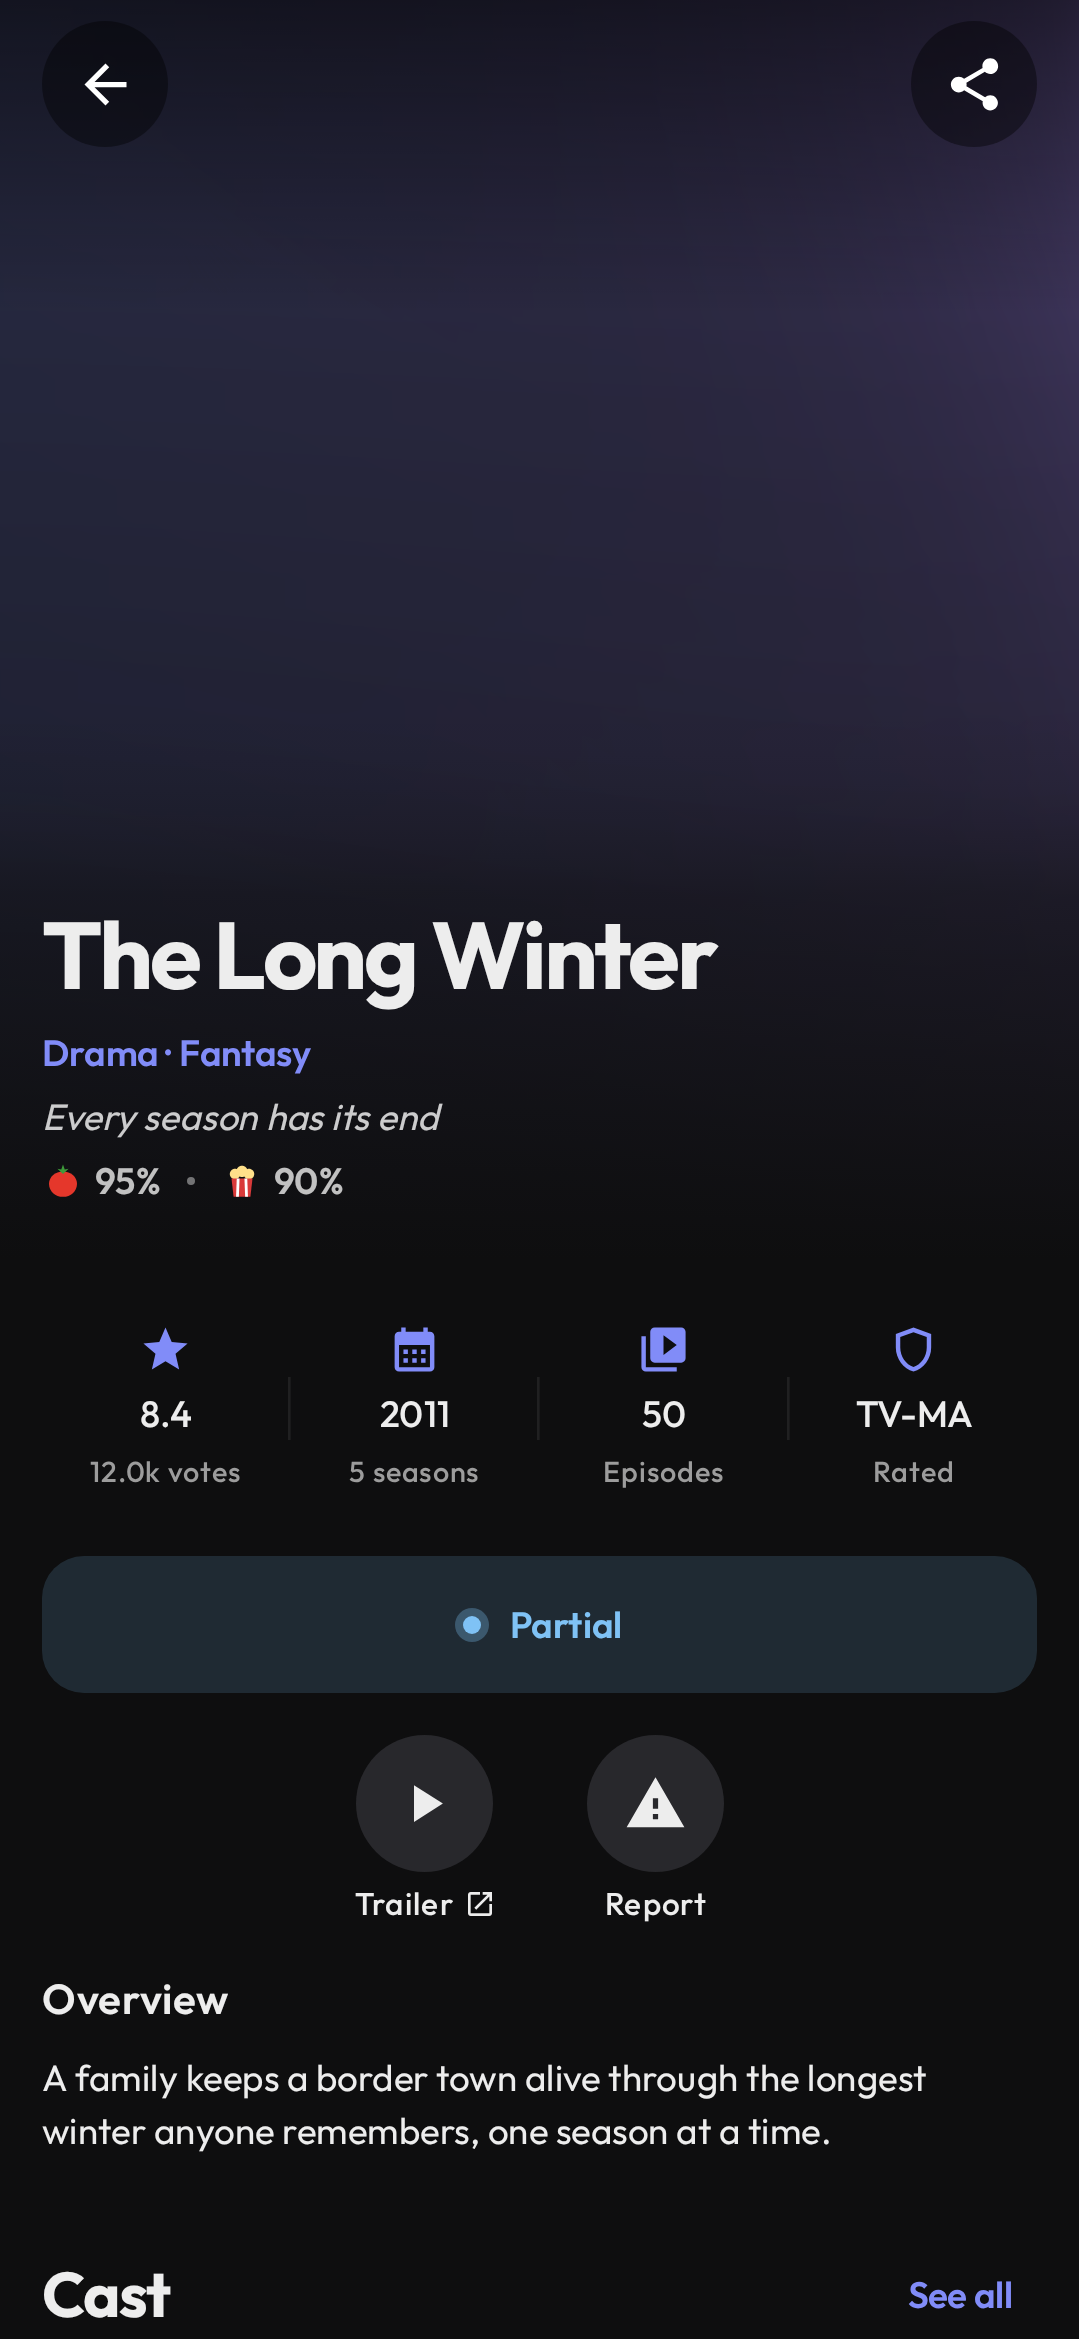 The Long Winter
Drama · Fantasy
Every season has its end
95% • 90%
8.4 2011 50 TV-MA
12.0k votes 5 seasons Episodes Rated
Partial
Trailer Report
Overview
A family keeps a border town alive through the longest
winter anyone remembers, one season at a time.
Cast See all